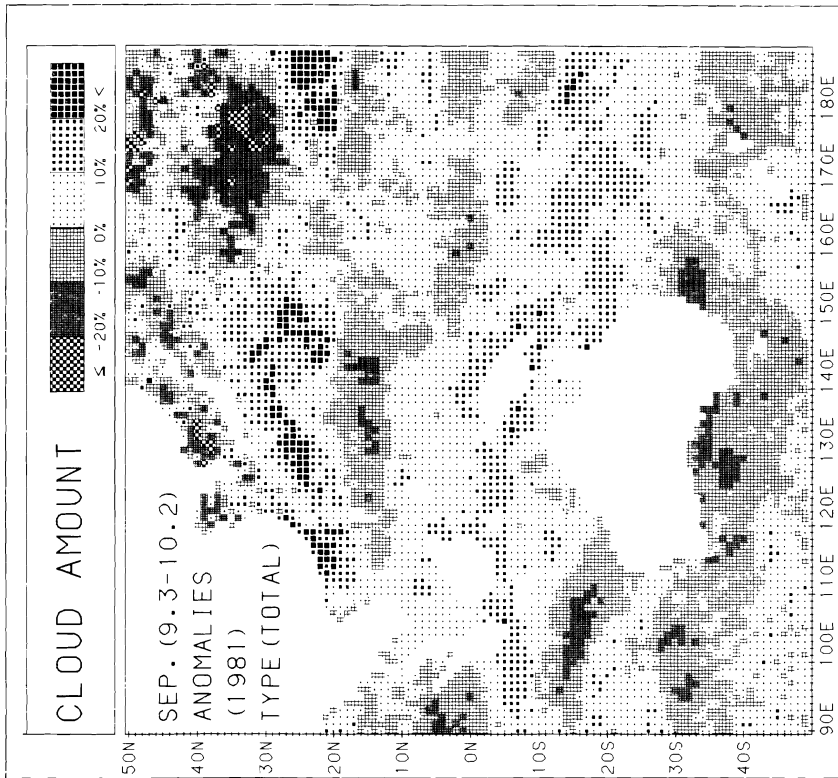 CLOUD AMOUNT
≤ -20% -10% 0% 10% 20% <
SEP. (9.3-10.2)
ANOMALIES
(1981)
TYPE (TOTAL)
50N
40N
30N
20N
10N
0N
10S
20S
30S
40S
90E 100E 110E 120E 130E 140E 150E 160E 170E 180E